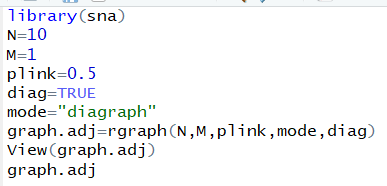 library(sna)
N=10
M=1
plink=0.5
diag=TRUE
mode="diagraph"
graph.adj=rgraph(N,M,plink,mode,diag)
View(graph.adj)
graph.adj